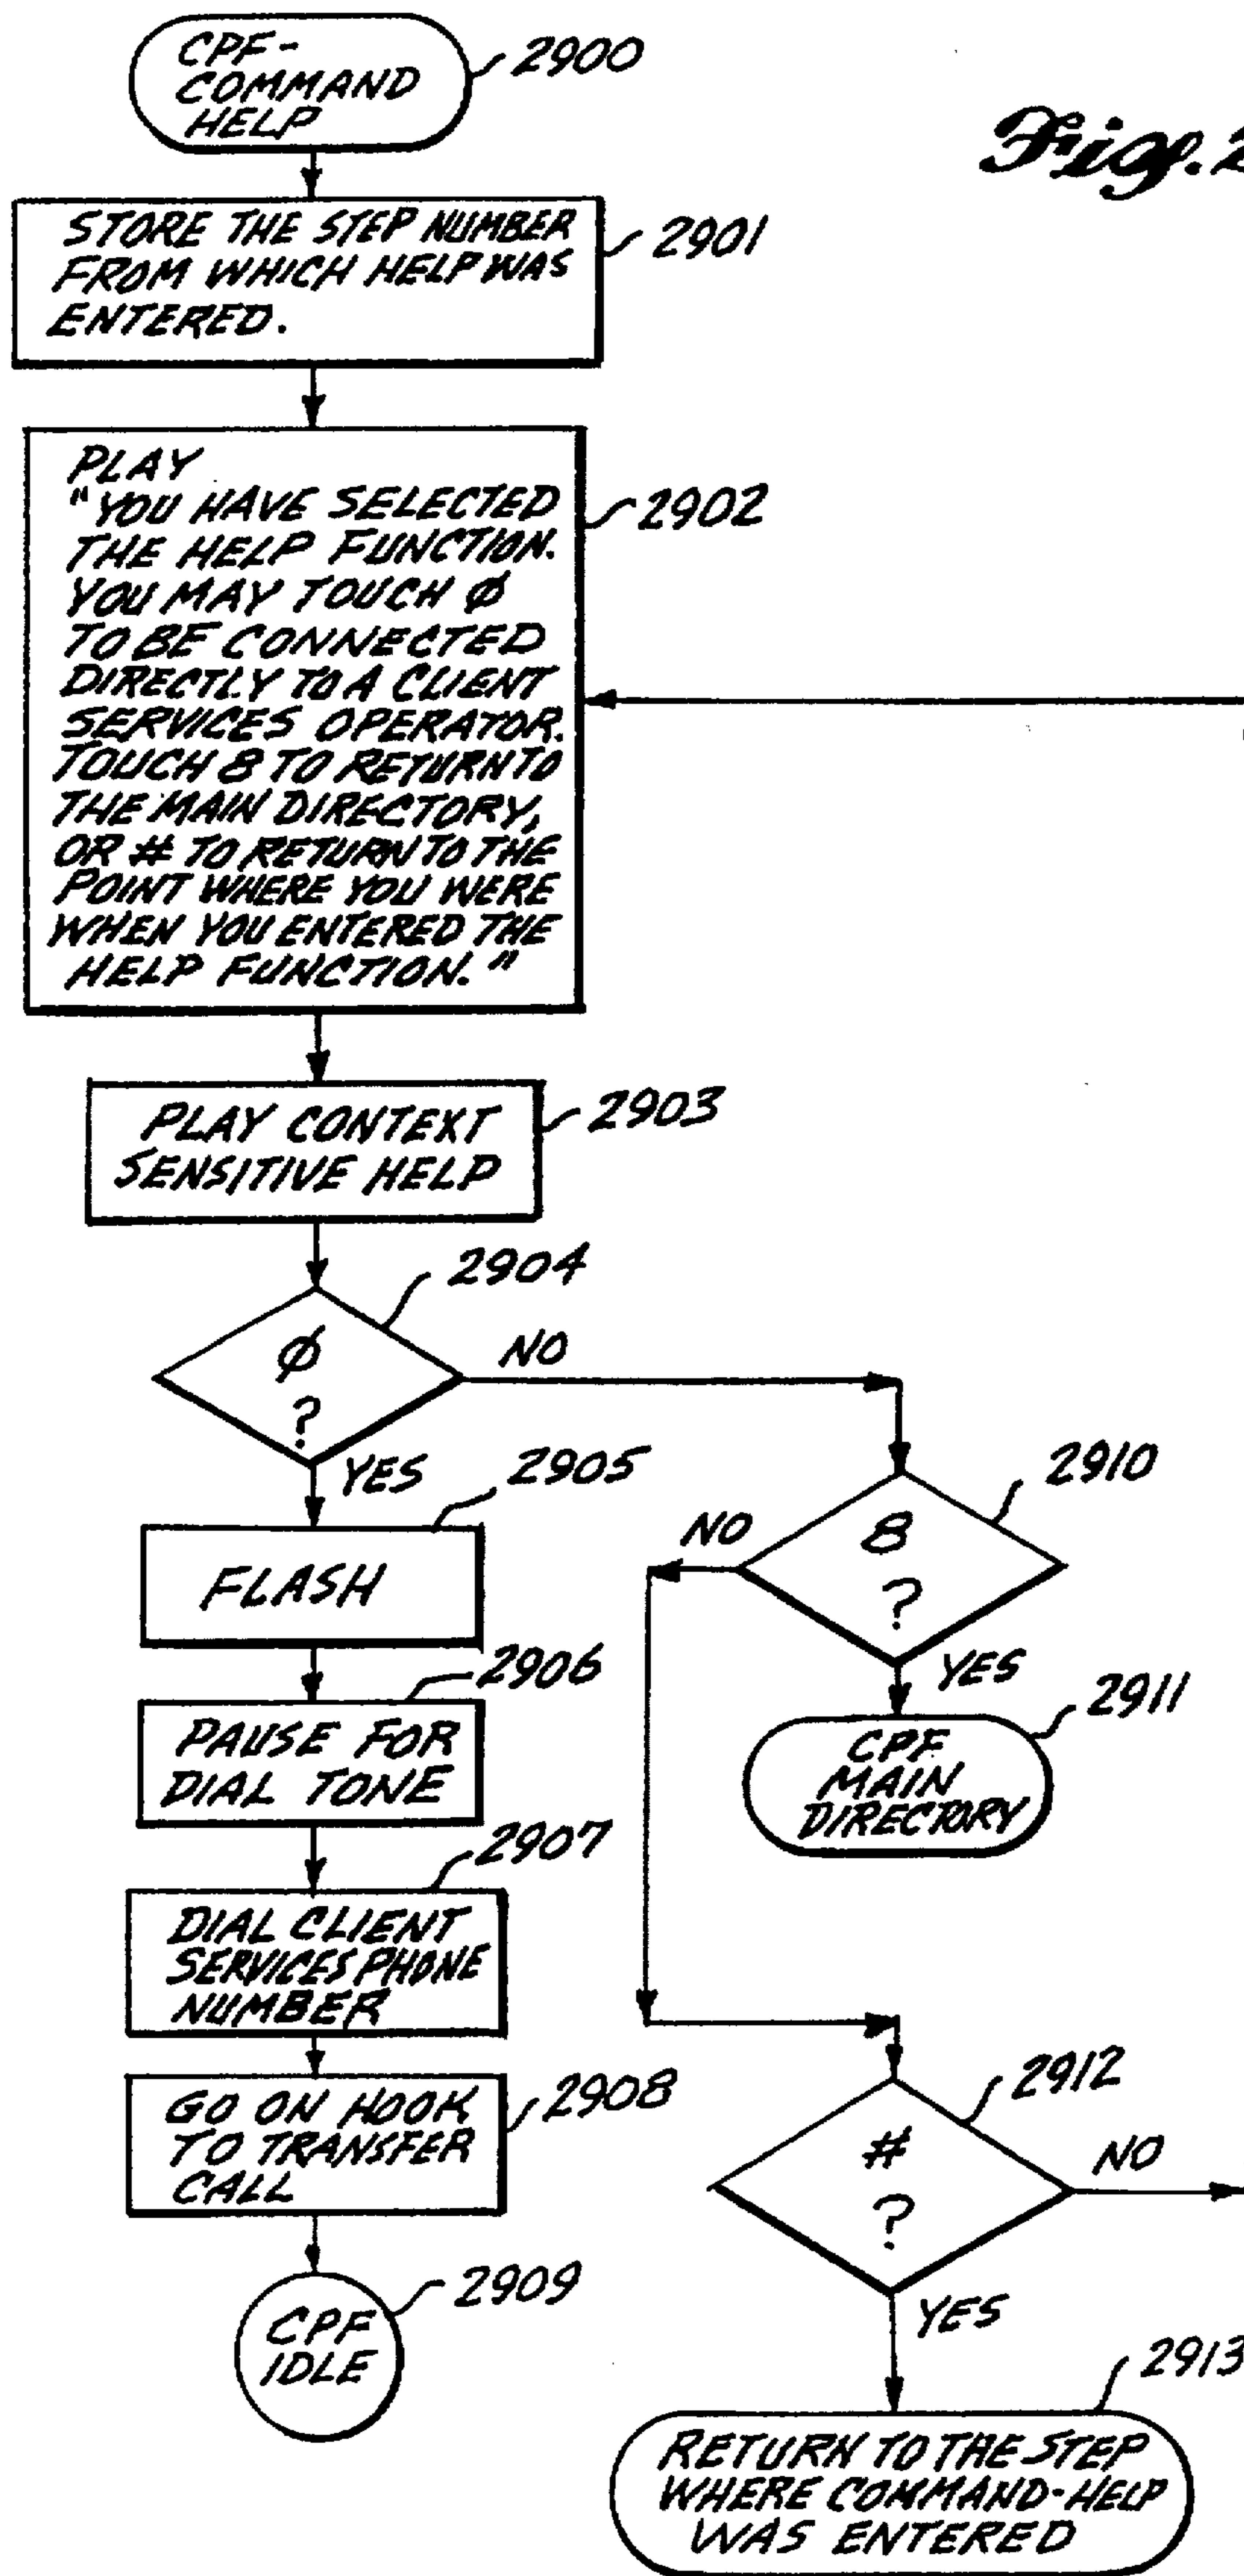 CPF-
COMMAND
HELP
2900
Fig. 2
STORE THE STEP NUMBER
FROM WHICH HELP WAS
ENTERED.
2901
PLAY
"YOU HAVE SELECTED
THE HELP FUNCTION.
YOU MAY TOUCH Ø
TO BE CONNECTED
DIRECTLY TO A CLIENT
SERVICES OPERATOR.
TOUCH 8 TO RETURN TO
THE MAIN DIRECTORY,
OR # TO RETURN TO THE
POINT WHERE YOU WERE
WHEN YOU ENTERED THE
HELP FUNCTION."
2902
PLAY CONTEXT
SENSITIVE HELP
2903
2904
Ø
?
NO
YES
2905
FLASH
2906
PAUSE FOR
DIAL TONE
2907
DIAL CLIENT
SERVICES PHONE
NUMBER
GO ON HOOK
TO TRANSFER
CALL
2908
CPF
IDLE
2909
2910
8
?
NO
YES
2911
CPF
MAIN
DIRECTORY
2912
#
?
NO
YES
2913
RETURN TO THE STEP
WHERE COMMAND-HELP
WAS ENTERED